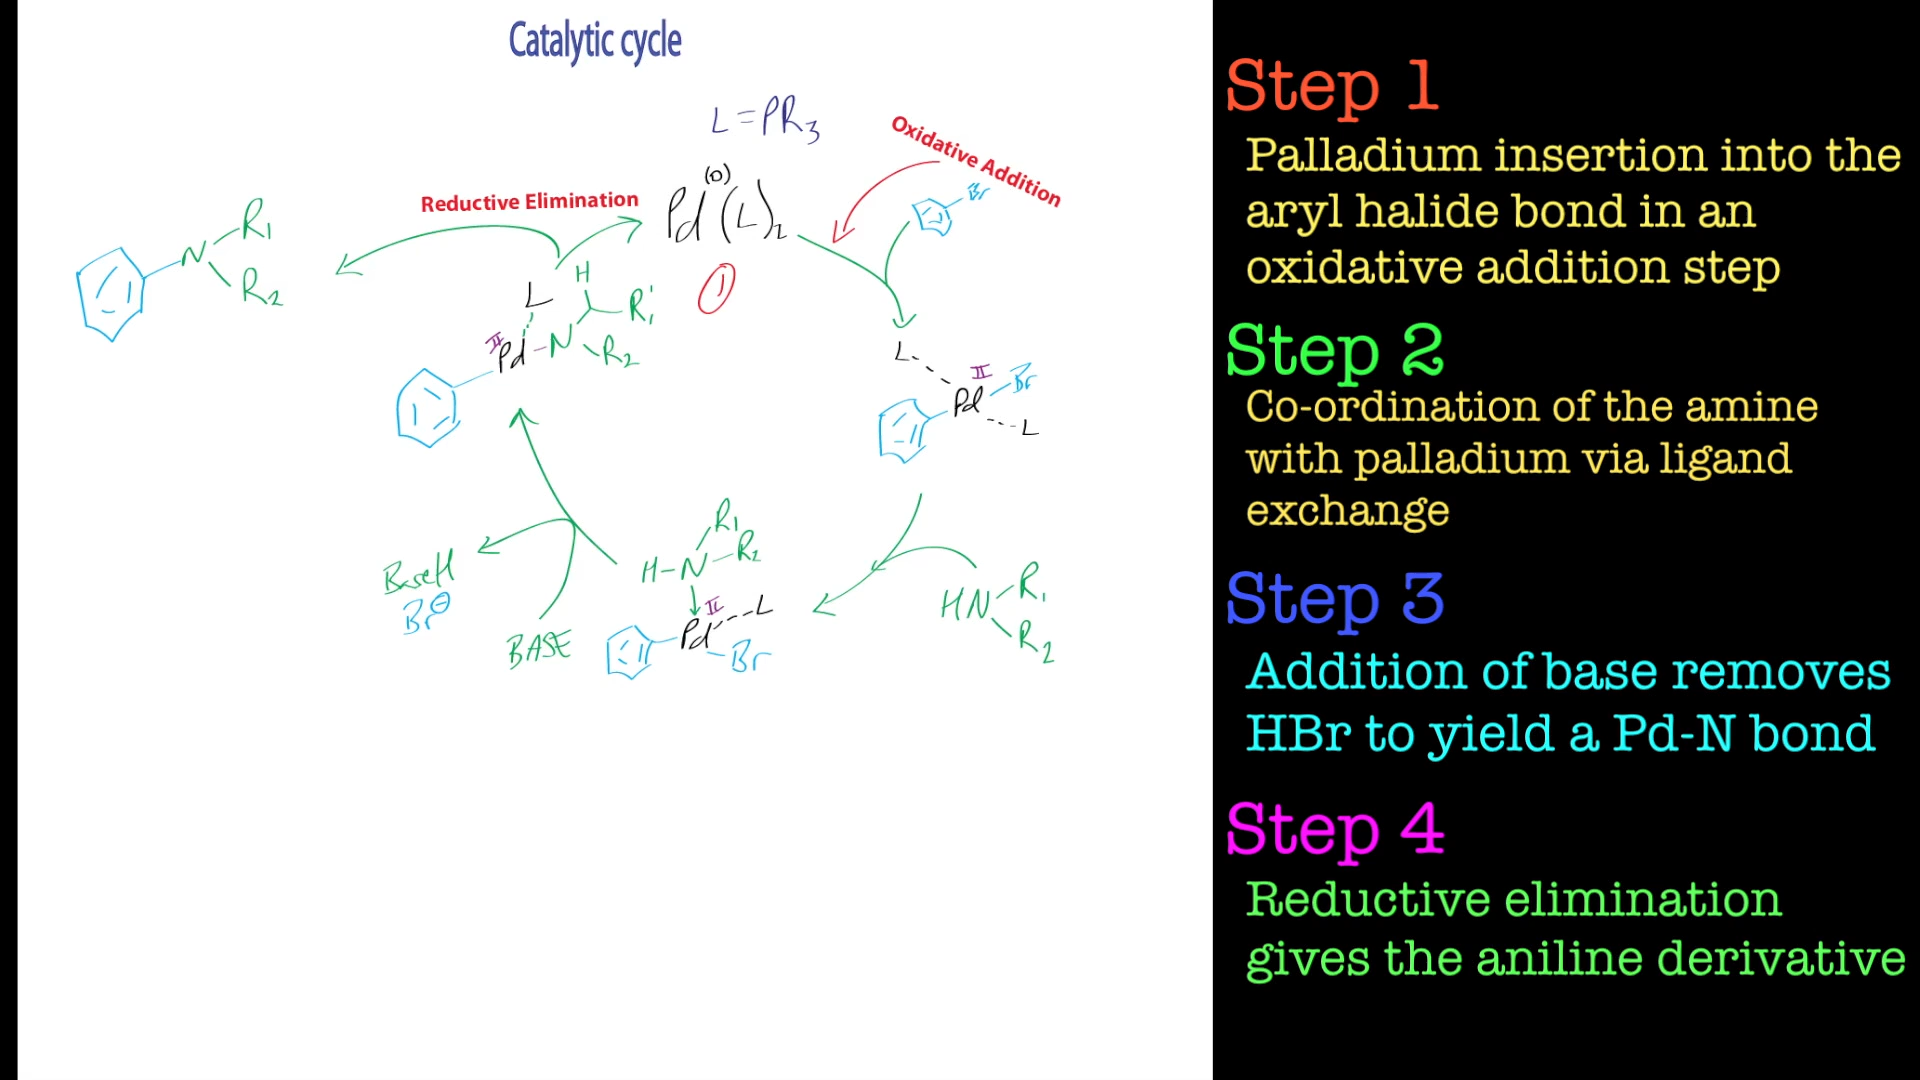 Catalytic cycle
L = PR3
Oxidative Addition
Br
(0)
Pd (L)2
Reductive Elimination
R1
N
R2
1
H
L
R1'
II
Pd-N
R2
L
II
Pd
Br
L
R1
H-N-R2
II
Pd
L
Br
HN
R1
R2
BaseH
Br⊖
BASE
Step 1
Palladium insertion into the
aryl halide bond in an
oxidative addition step
Step 2
Co-ordination of the amine
with palladium via ligand
exchange
Step 3
Addition of base removes
HBr to yield a Pd-N bond
Step 4
Reductive elimination
gives the aniline derivative